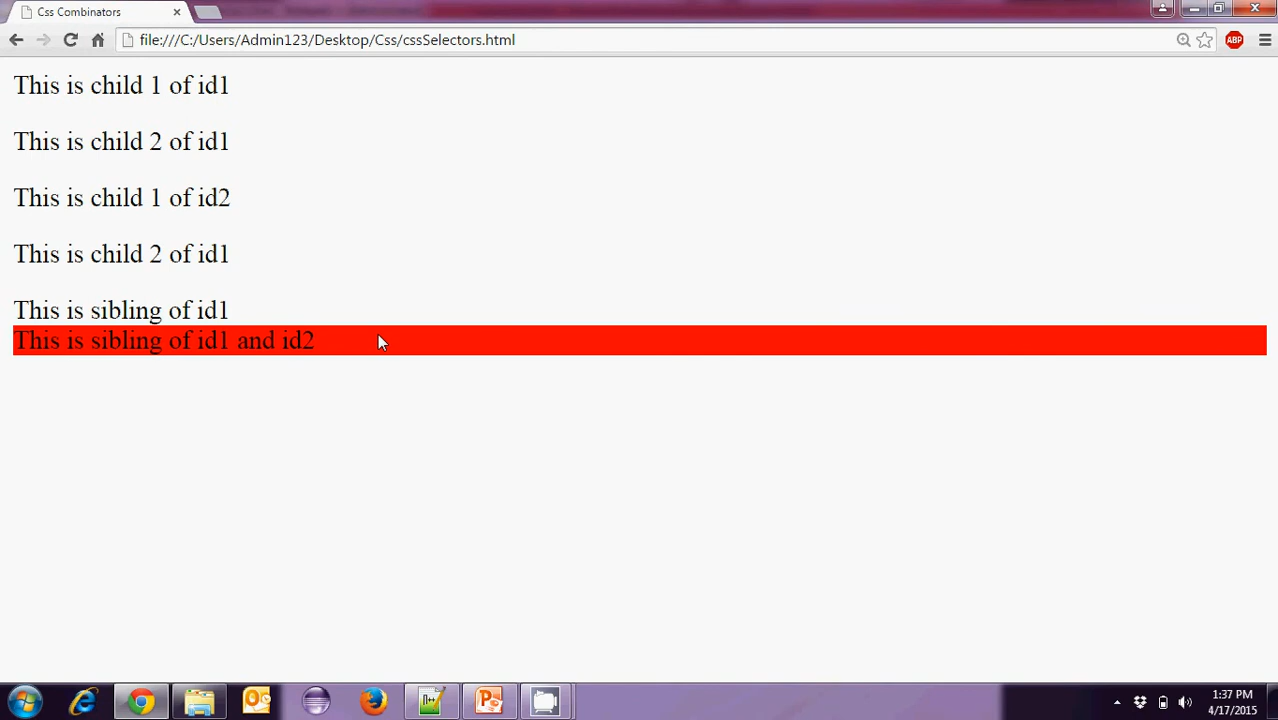 Css Combinators
file:///C:/Users/Admin123/Desktop/Css/cssSelectors.html
ABP
This is child 1 of id1
This is child 2 of id1
This is child 1 of id2
This is child 2 of id1
This is sibling of id1
This is sibling of id1 and id2
1:37 PM
4/17/2015